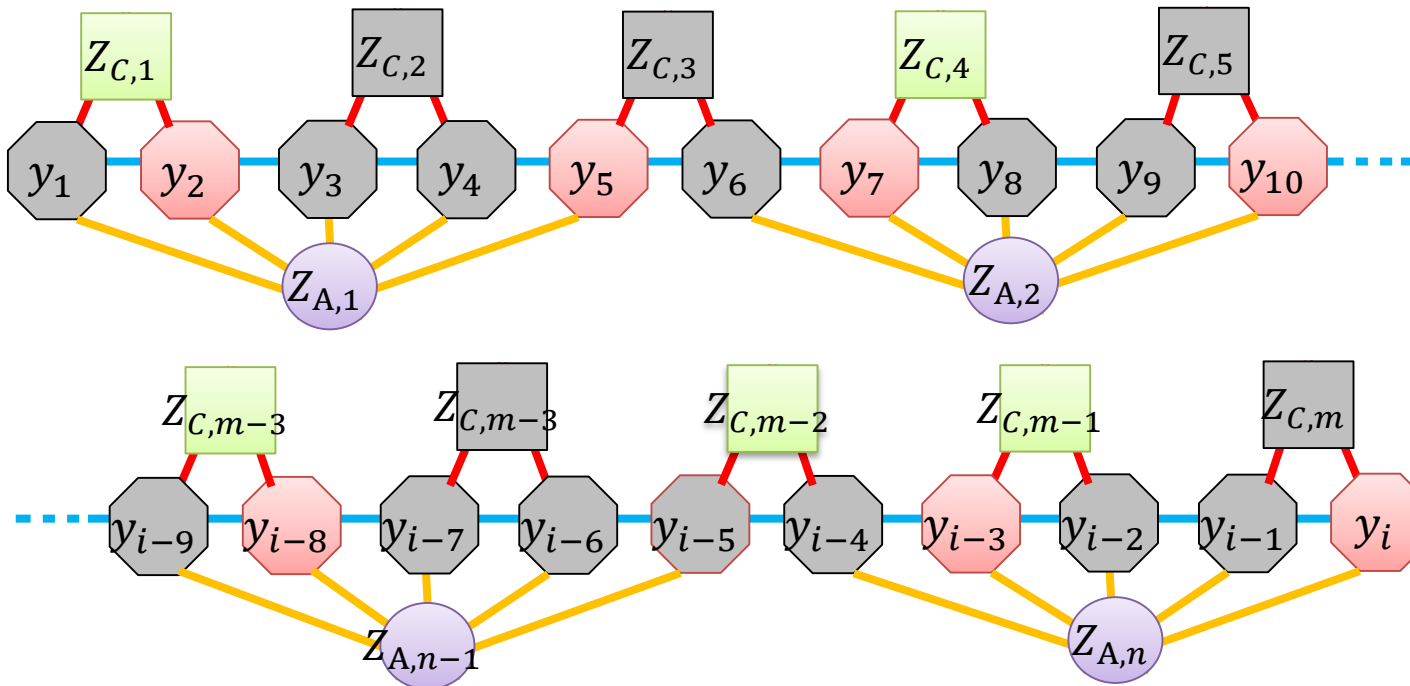 Z_{C,1} Z_{C,2} Z_{C,3} Z_{C,4} Z_{C,5}
y_1 y_2 y_3 y_4 y_5 y_6 y_7 y_8 y_9 y_{10}
Z_{A,1} Z_{A,2}
Z_{C,m−3} Z_{C,m−3} Z_{C,m−2} Z_{C,m−1} Z_{C,m}
y_{i−9} y_{i−8} y_{i−7} y_{i−6} y_{i−5} y_{i−4} y_{i−3} y_{i−2} y_{i−1} y_i
Z_{A,n−1} Z_{A,n}